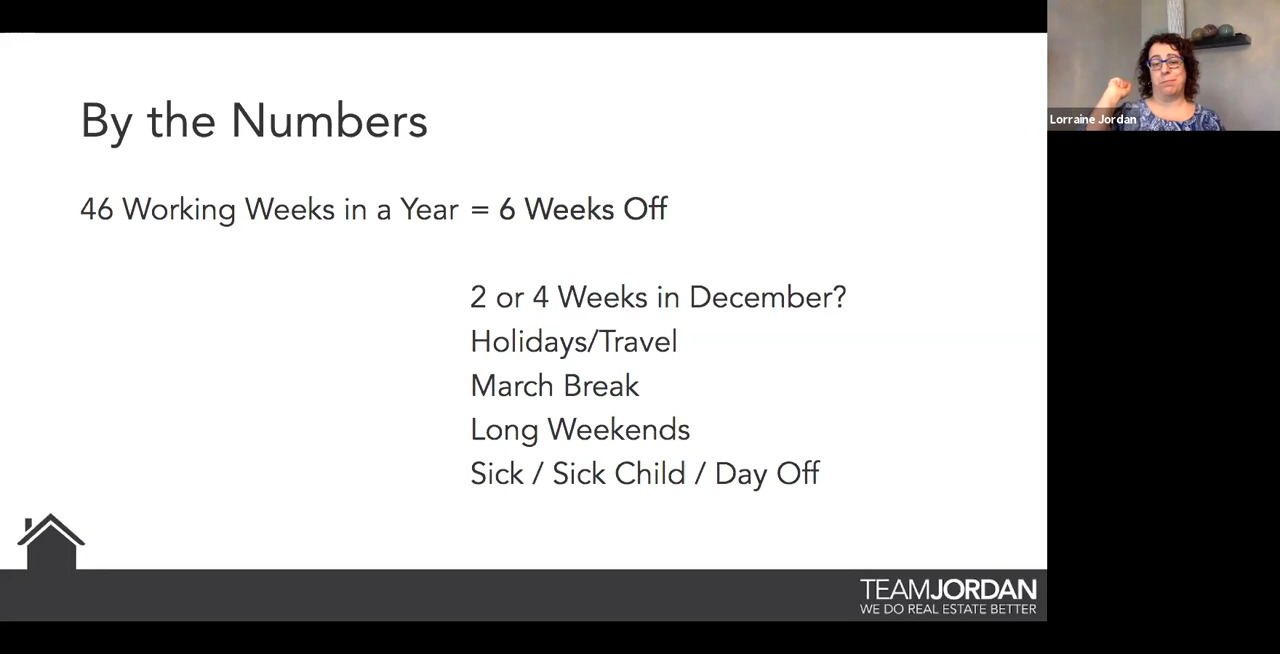 By the Numbers
46 Working Weeks in a Year = 6 Weeks Off
2 or 4 Weeks in December?
Holidays/Travel
March Break
Long Weekends
Sick / Sick Child / Day Off
TEAMJORDAN
WE DO REAL ESTATE BETTER
Lorraine Jordan